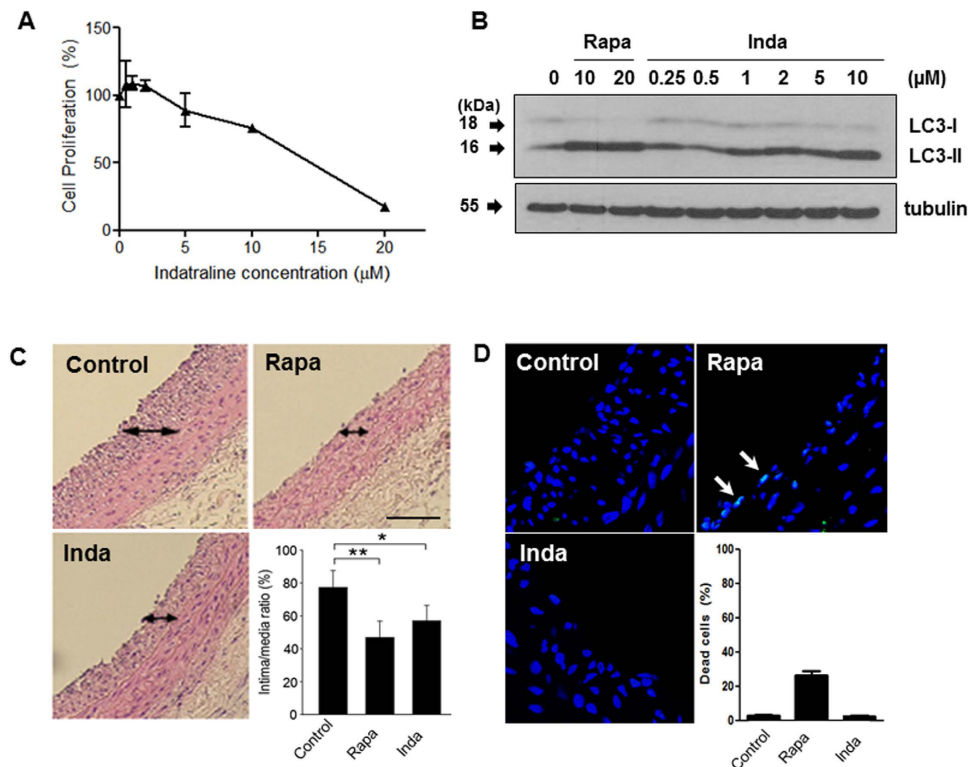 A
150
100
50
0
Cell Proliferation (%)
0 5 10 15 20
Indatraline concentration (μM)
B
Rapa Inda
0 10 20 0.25 0.5 1 2 5 10 (μM)
(kDa)
18 LC3-I
16 LC3-II
55 tubulin
C
Control
Rapa
Inda
100
80
60
40
20
0
Intima/media ratio (%)
**
*
Control Rapa Inda
D
Control
Rapa
Inda
100
80
60
40
20
0
Dead cells (%)
Control Rapa Inda